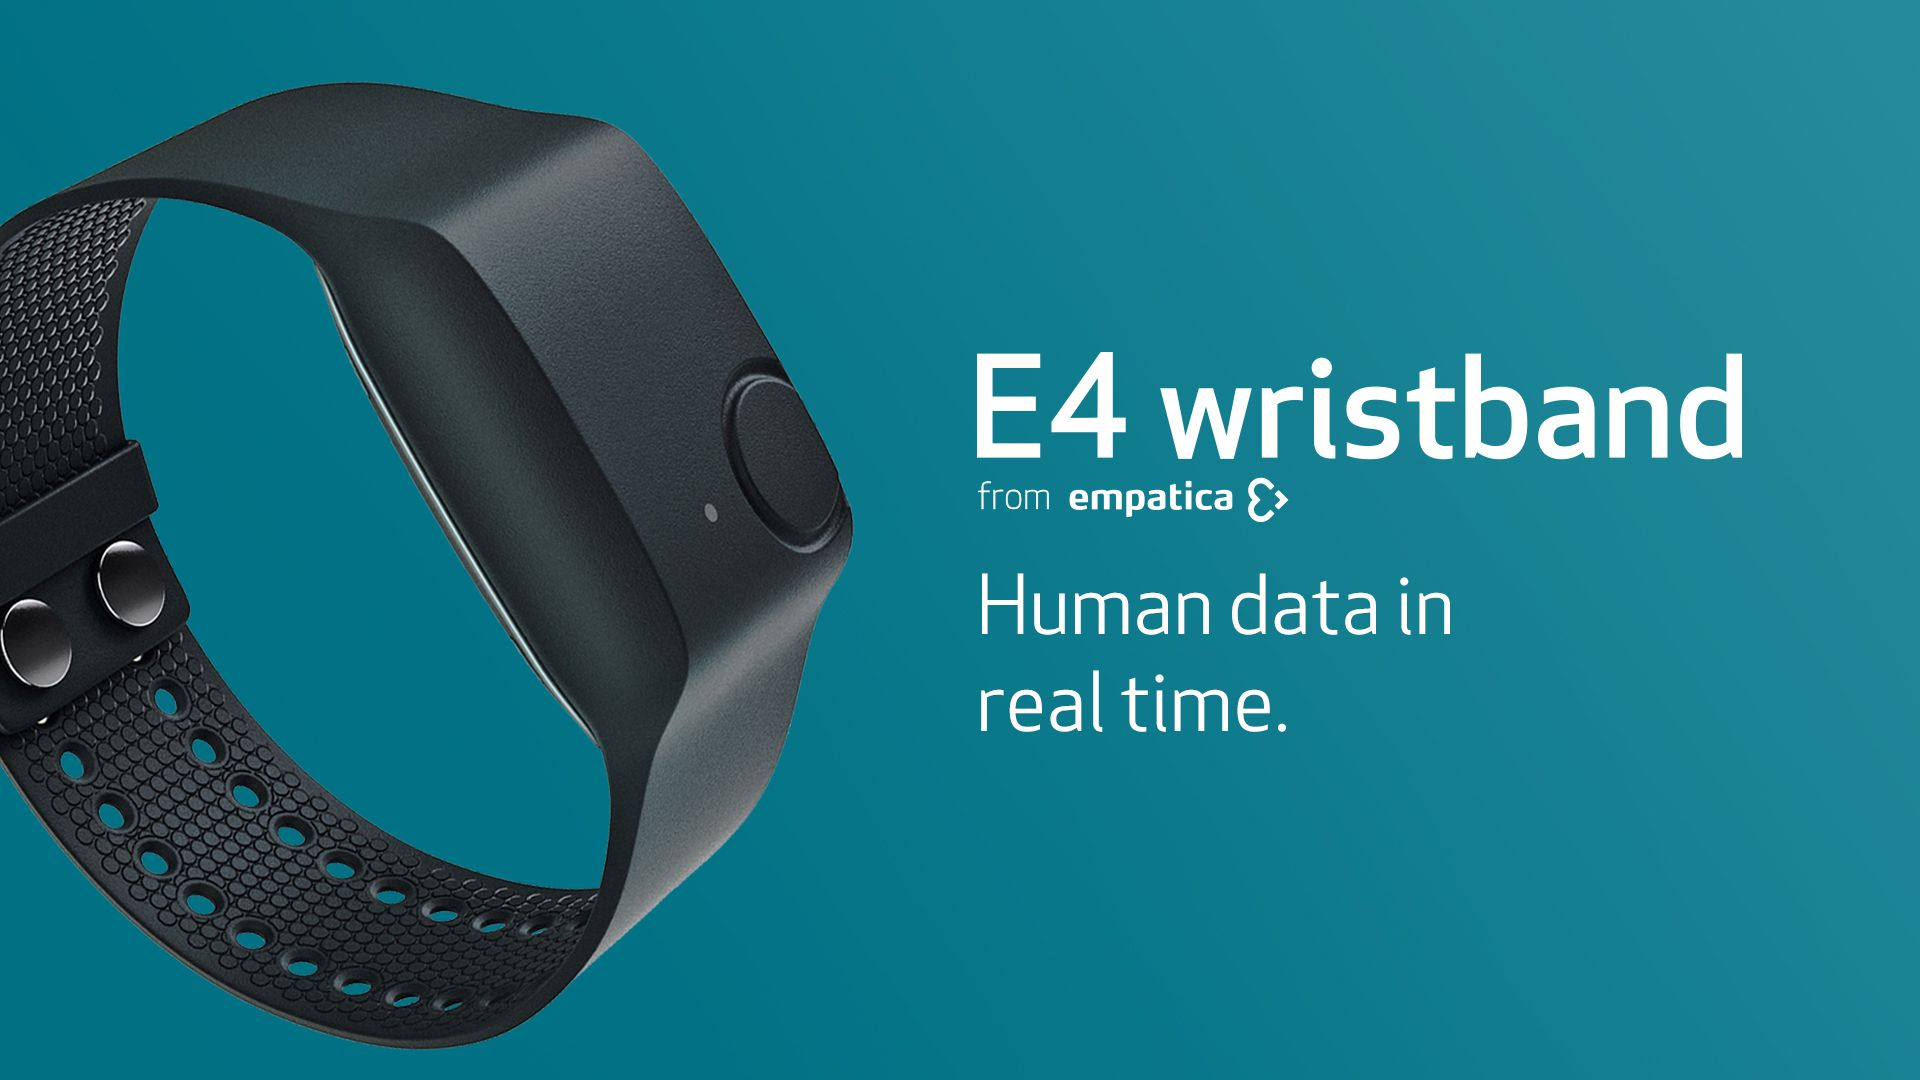 E4 wristband
from empatica
Human data in
real time.